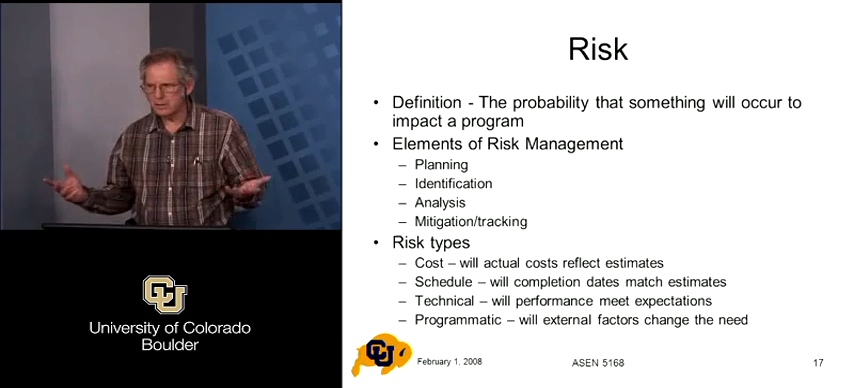 Risk
• Definition - The probability that something will occur to
impact a program
• Elements of Risk Management
– Planning
– Identification
– Analysis
– Mitigation/tracking
• Risk types
– Cost – will actual costs reflect estimates
– Schedule – will completion dates match estimates
– Technical – will performance meet expectations
– Programmatic – will external factors change the need
CU
University of Colorado
Boulder
CU
February 1, 2008
ASEN 5168
17